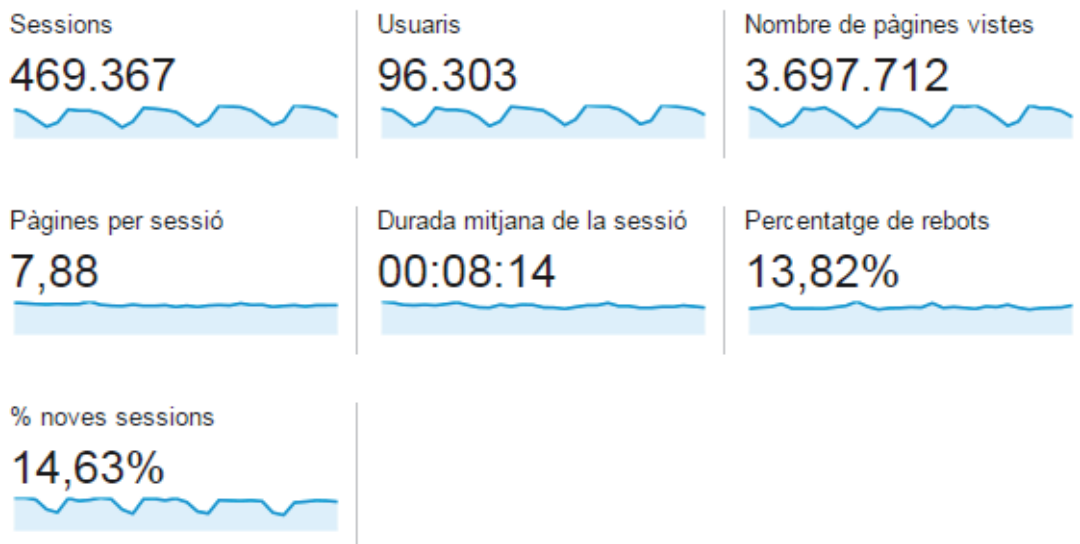 Sessions
469.367
Usuaris
96.303
Nombre de pàgines vistes
3.697.712
Pàgines per sessió
7,88
Durada mitjana de la sessió
00:08:14
Percentatge de rebots
13,82%
% noves sessions
14,63%